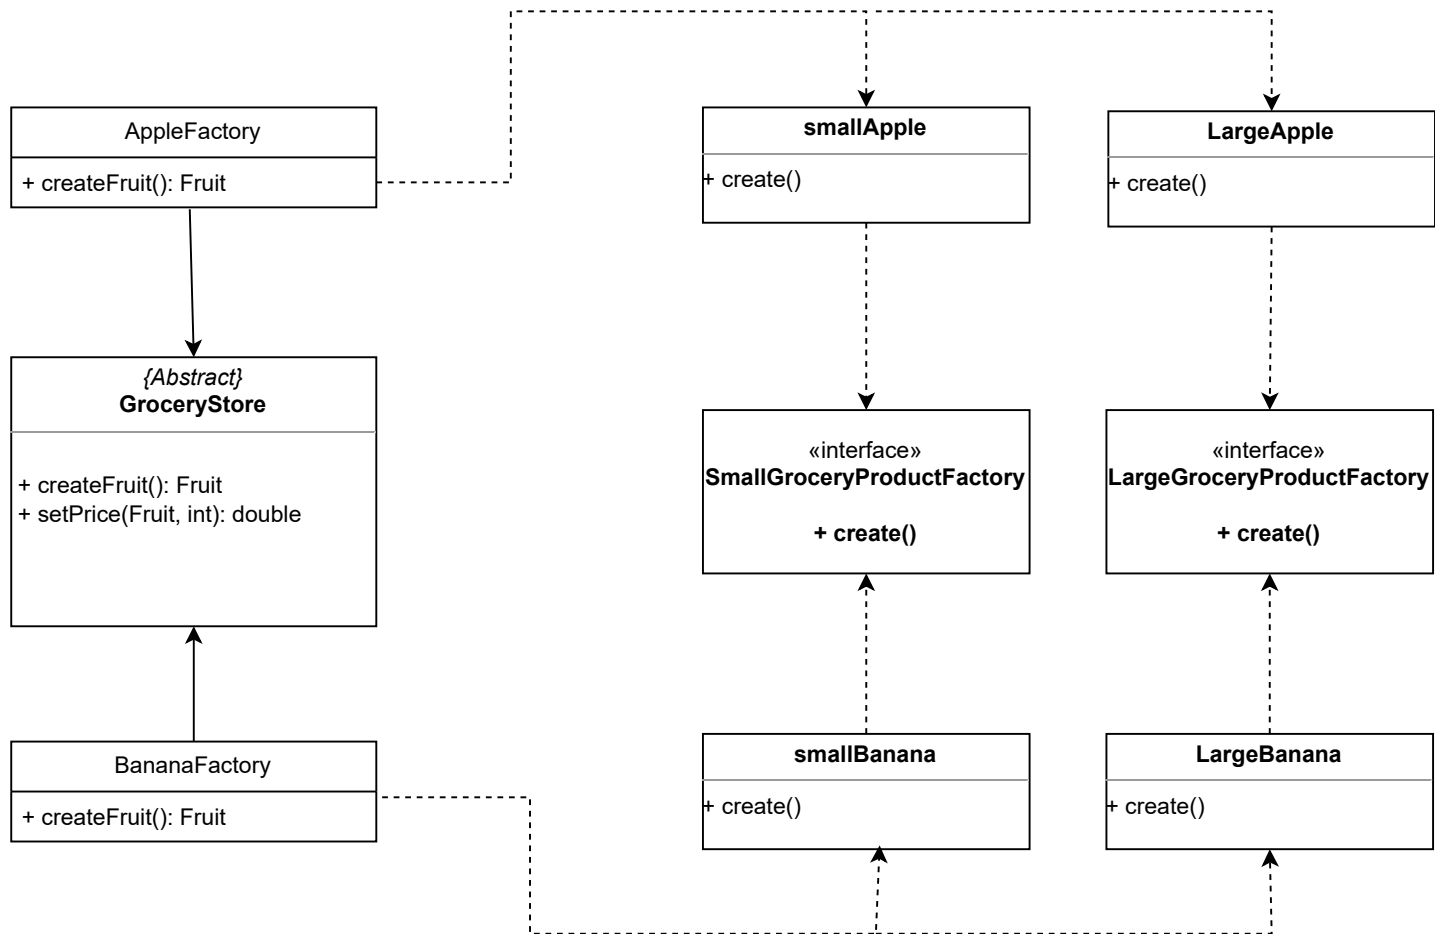 AppleFactory
+ createFruit(): Fruit
smallApple
+ create()
LargeApple
+ create()
{Abstract}
GroceryStore
+ createFruit(): Fruit
+ setPrice(Fruit, int): double
«interface»
SmallGroceryProductFactory
+ create()
«interface»
LargeGroceryProductFactory
+ create()
BananaFactory
+ createFruit(): Fruit
smallBanana
+ create()
LargeBanana
+ create()